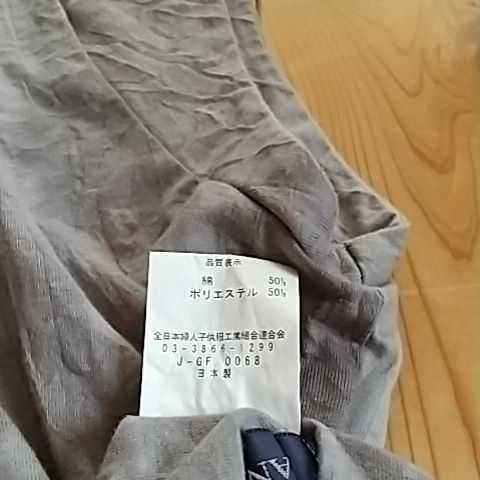 品質表示
綿 50%
ポリエステル 50%
全日本婦人子供服工業組合連合会
03-3864-1299
J-GF 0068
日本製